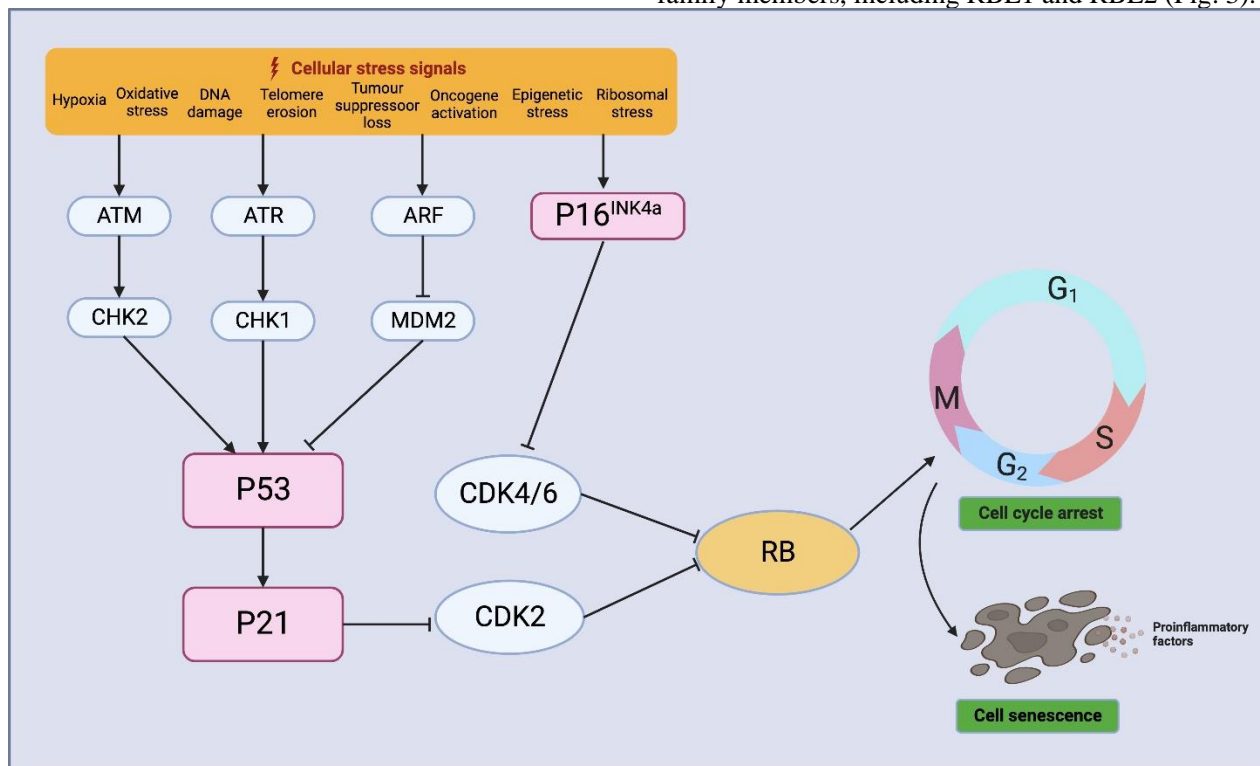 family members, including RBL1 and RBL2 (Fig. 3).
Cellular stress signals
Hypoxia
Oxidative
stress
DNA
damage
Telomere
erosion
Tumour
suppressoor
loss
Oncogene
activation
Epigenetic
stress
Ribosomal
stress
ATM
ATR
ARF
P16INK4a
CHK2
CHK1
MDM2
P53
CDK4/6
P21
CDK2
RB
G1
M
S
G2
Cell cycle arrest
Proinflammatory
factors
Cell senescence